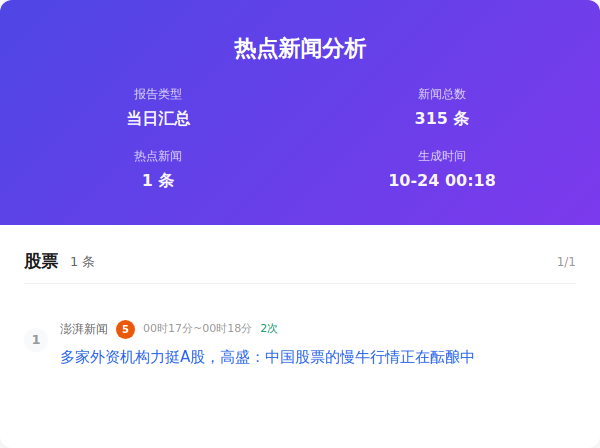 热点新闻分析
报告类型
新闻总数
当日汇总
315 条
热点新闻
生成时间
1 条
10-24 00:18
股票 1 条 1/1
1 澎湃新闻 5 00时17分~00时18分 2次
多家外资机构力挺A股，高盛：中国股票的慢牛行情正在酝酿中